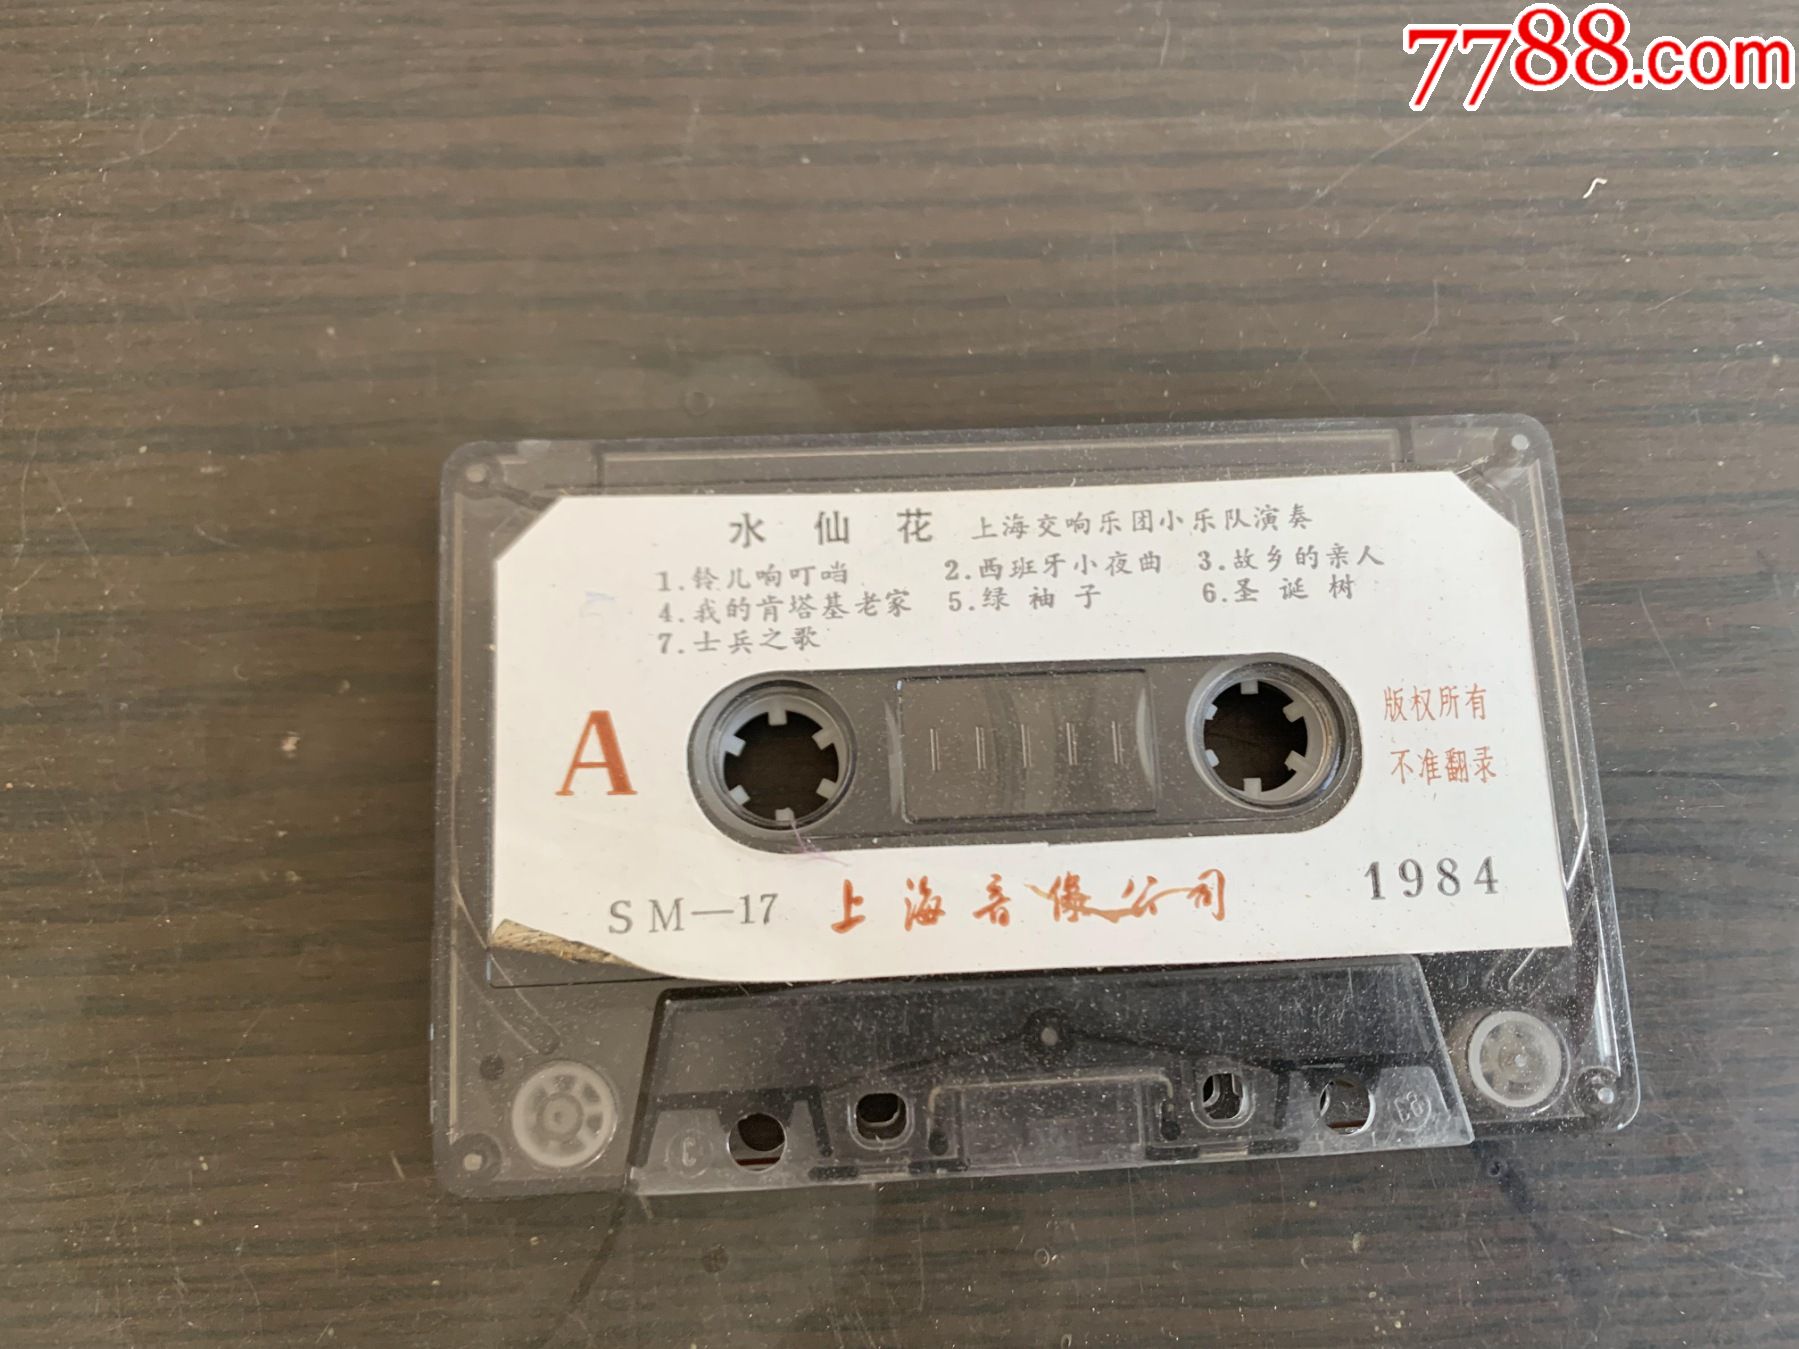 7788.com
水仙花 上海交响乐团小乐队演奏
1.铃儿响叮当 2.西班牙小夜曲 3.故乡的亲人
4.我的肯塔基老家 5.绿袖子 6.圣诞树
7.士兵之歌
A
版权所有
不准翻录
SM—17 上海音像公司 1984